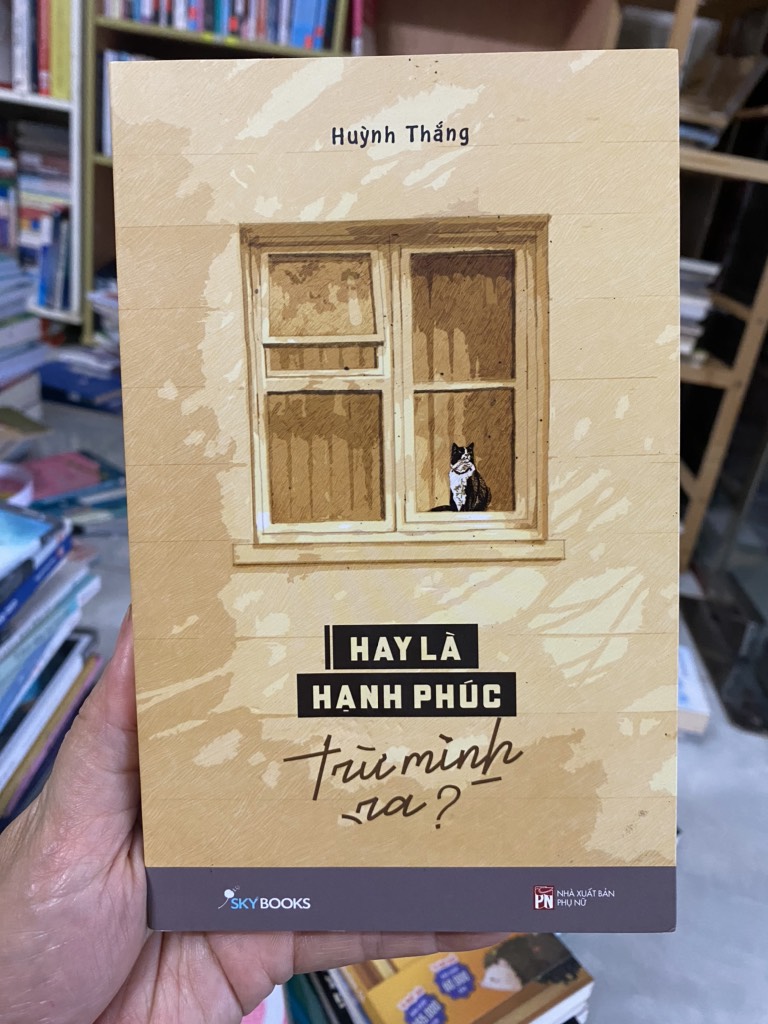 Huỳnh Thắng
HAY LÀ
HẠNH PHÚC
trừ mình
ra?
SKYBOOKS
PN
NHÀ XUẤT BẢN
PHỤ NỮ